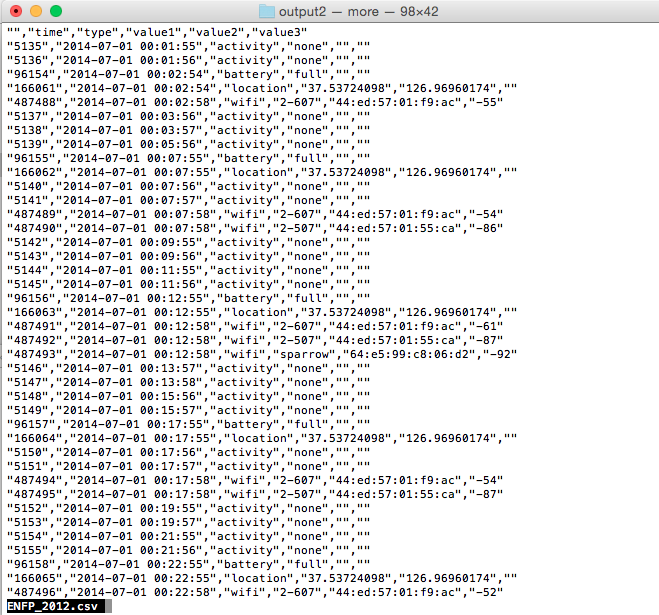 output2 — more — 98×42
"","time","type","value1","value2","value3"
"5135","2014-07-01 00:01:55","activity","none","",""
"5136","2014-07-01 00:01:56","activity","none","",""
"96154","2014-07-01 00:02:54","battery","full","",""
"166061","2014-07-01 00:02:54","location","37.53724098","126.96960174",""
"487488","2014-07-01 00:02:58","wifi","2-607","44:ed:57:01:f9:ac","-55"
"5137","2014-07-01 00:03:56","activity","none","",""
"5138","2014-07-01 00:03:57","activity","none","",""
"5139","2014-07-01 00:05:56","activity","none","",""
"96155","2014-07-01 00:07:55","battery","full","",""
"166062","2014-07-01 00:07:55","location","37.53724098","126.96960174",""
"5140","2014-07-01 00:07:56","activity","none","",""
"5141","2014-07-01 00:07:57","activity","none","",""
"487489","2014-07-01 00:07:58","wifi","2-607","44:ed:57:01:f9:ac","-54"
"487490","2014-07-01 00:07:58","wifi","2-507","44:ed:57:01:55:ca","-86"
"5142","2014-07-01 00:09:55","activity","none","",""
"5143","2014-07-01 00:09:56","activity","none","",""
"5144","2014-07-01 00:11:55","activity","none","",""
"5145","2014-07-01 00:11:56","activity","none","",""
"96156","2014-07-01 00:12:55","battery","full","",""
"166063","2014-07-01 00:12:55","location","37.53724098","126.96960174",""
"487491","2014-07-01 00:12:58","wifi","2-607","44:ed:57:01:f9:ac","-61"
"487492","2014-07-01 00:12:58","wifi","2-507","44:ed:57:01:55:ca","-87"
"487493","2014-07-01 00:12:58","wifi","sparrow","64:e5:99:c8:06:d2","-92"
"5146","2014-07-01 00:13:57","activity","none","",""
"5147","2014-07-01 00:13:58","activity","none","",""
"5148","2014-07-01 00:15:56","activity","none","",""
"5149","2014-07-01 00:15:57","activity","none","",""
"96157","2014-07-01 00:17:55","battery","full","",""
"166064","2014-07-01 00:17:55","location","37.53724098","126.96960174",""
"5150","2014-07-01 00:17:56","activity","none","",""
"5151","2014-07-01 00:17:57","activity","none","",""
"487494","2014-07-01 00:17:58","wifi","2-607","44:ed:57:01:f9:ac","-54"
"487495","2014-07-01 00:17:58","wifi","2-507","44:ed:57:01:55:ca","-87"
"5152","2014-07-01 00:19:55","activity","none","",""
"5153","2014-07-01 00:19:57","activity","none","",""
"5154","2014-07-01 00:21:55","activity","none","",""
"5155","2014-07-01 00:21:56","activity","none","",""
"96158","2014-07-01 00:22:55","battery","full","",""
"166065","2014-07-01 00:22:55","location","37.53724098","126.96960174",""
"487496","2014-07-01 00:22:58","wifi","2-607","44:ed:57:01:f9:ac","-52"
ENFP_2012.csv